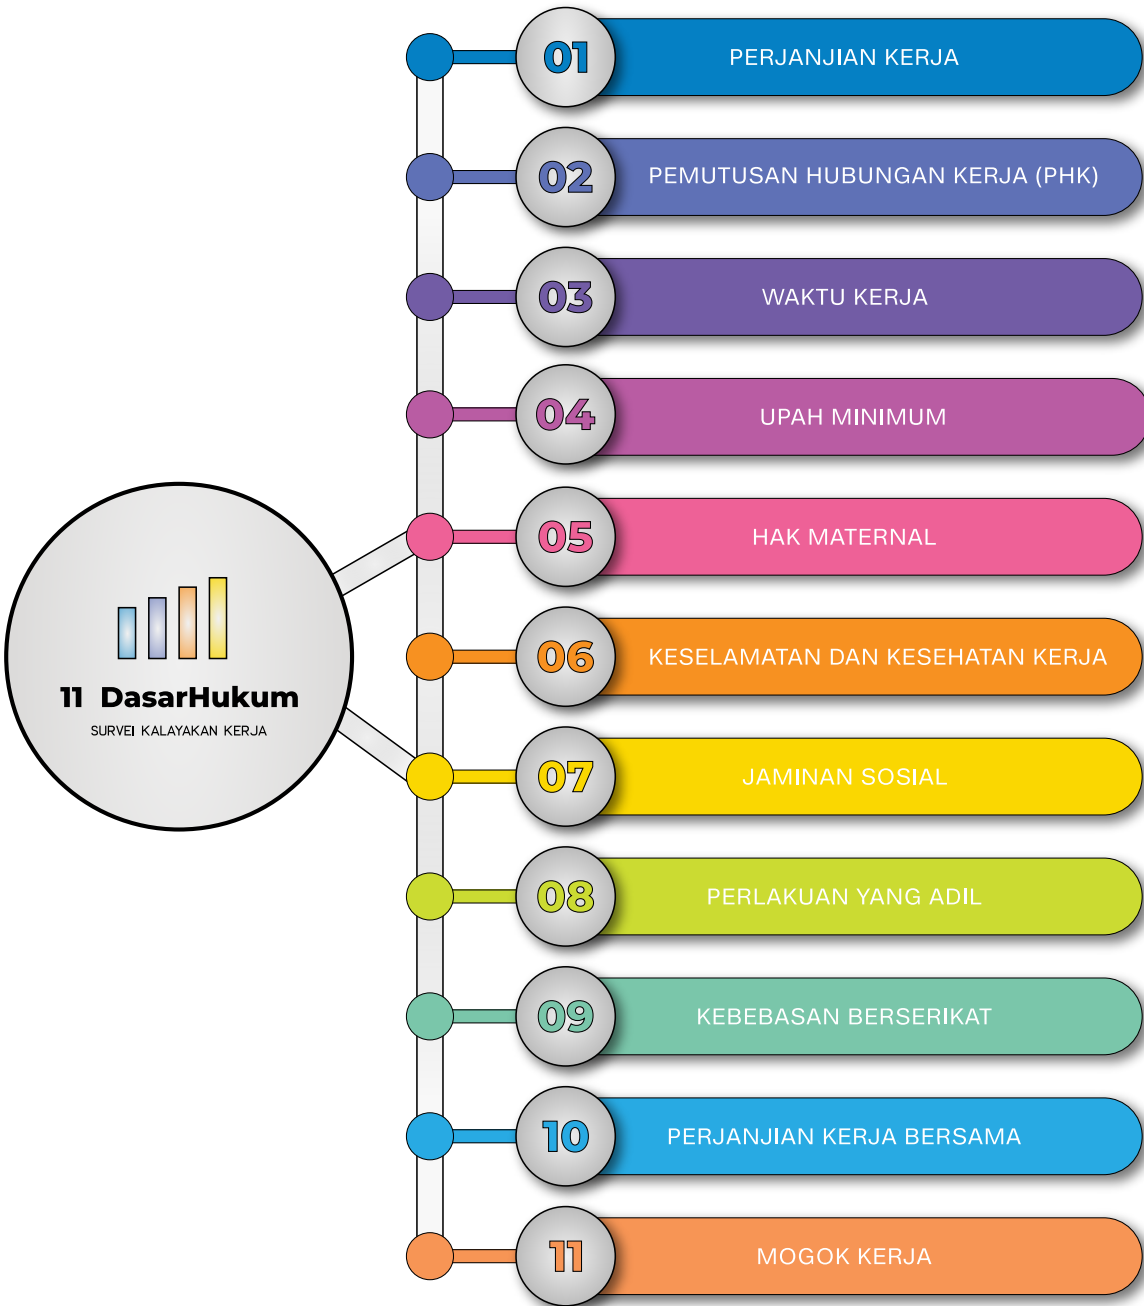 01
PERJANJIAN KERJA
02
PEMUTUSAN HUBUNGAN KERJA (PHK)
03
WAKTU KERJA
04
UPAH MINIMUM
05
HAK MATERNAL
06
KESELAMATAN DAN KESEHATAN KERJA
07
JAMINAN SOSIAL
08
PERLAKUAN YANG ADIL
09
KEBEBASAN BERSERIKAT
10
PERJANJIAN KERJA BERSAMA
11
MOGOK KERJA
11 DasarHukum
SURVEI KALAYAKAN KERJA